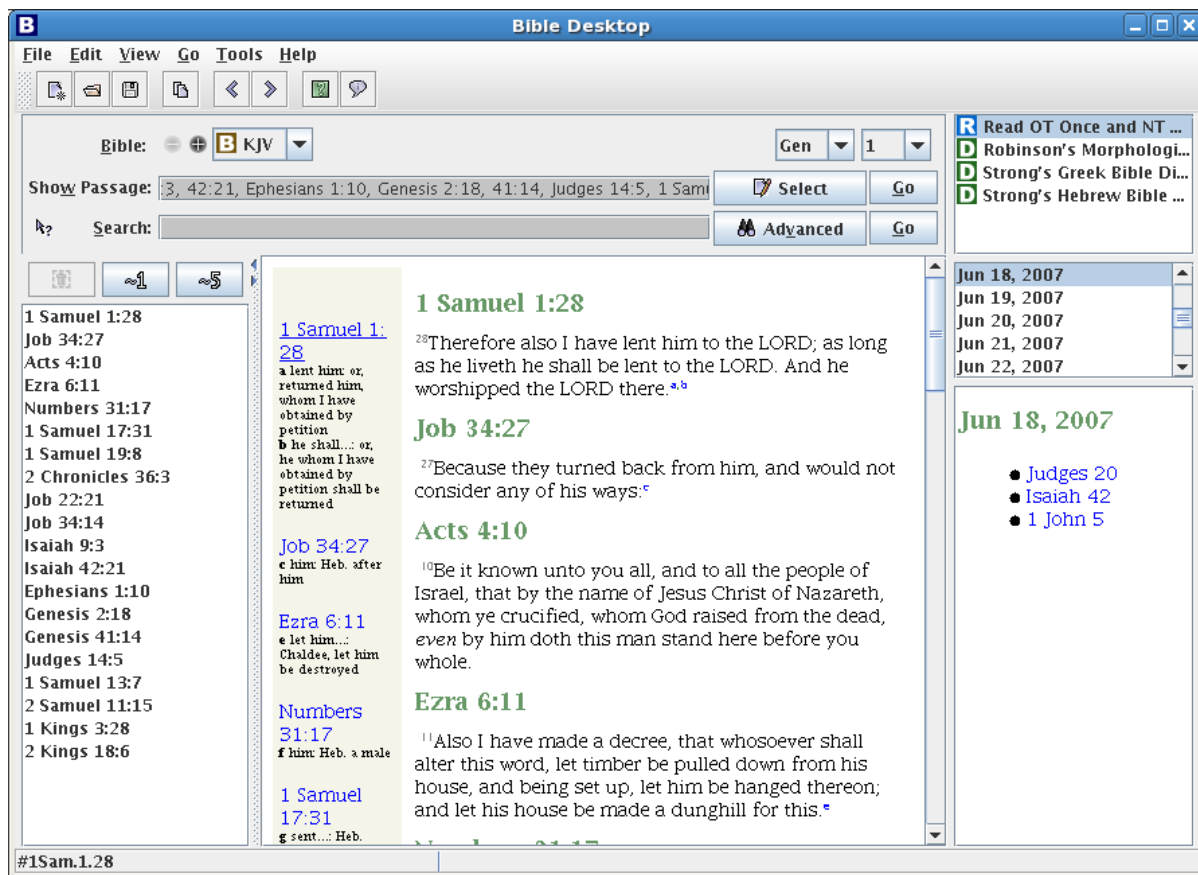 B Bible Desktop
File Edit View Go Tools Help
Bible: B KJV Gen 1
Show Passage: :3, 42:21, Ephesians 1:10, Genesis 2:18, 41:14, Judges 14:5, 1 Sam Select Go
Search: Advanced Go
R Read OT Once and NT ...
D Robinson's Morphologi...
D Strong's Greek Bible Di...
D Strong's Hebrew Bible ...
~1 ~5
1 Samuel 1:28
Job 34:27
Acts 4:10
Ezra 6:11
Numbers 31:17
1 Samuel 17:31
1 Samuel 19:8
2 Chronicles 36:3
Job 22:21
Job 34:14
Isaiah 9:3
Isaiah 42:21
Ephesians 1:10
Genesis 2:18
Genesis 41:14
Judges 14:5
1 Samuel 13:7
2 Samuel 11:15
1 Kings 3:28
2 Kings 18:6
1 Samuel 1:
28
a lent him: or,
returned him,
whom I have
obtained by
petition
b he shall...: or,
he whom I have
obtained by
petition shall be
returned
Job 34:27
c him: Heb. after
him
Ezra 6:11
e let him...:
Chaldee, let him
be destroyed
Numbers
31:17
f him: Heb. a male
1 Samuel
17:31
g sent...: Heb.
1 Samuel 1:28
28Therefore also I have lent him to the LORD; as long
as he liveth he shall be lent to the LORD. And he
worshipped the LORD there.a,b
Job 34:27
27Because they turned back from him, and would not
consider any of his ways:c
Acts 4:10
10Be it known unto you all, and to all the people of
Israel, that by the name of Jesus Christ of Nazareth,
whom ye crucified, whom God raised from the dead,
even by him doth this man stand here before you
whole.
Ezra 6:11
11Also I have made a decree, that whosoever shall
alter this word, let timber be pulled down from his
house, and being set up, let him be hanged thereon;
and let his house be made a dunghill for this.e
Jun 18, 2007
Jun 19, 2007
Jun 20, 2007
Jun 21, 2007
Jun 22, 2007
Jun 18, 2007
Judges 20
Isaiah 42
1 John 5
#1Sam.1.28